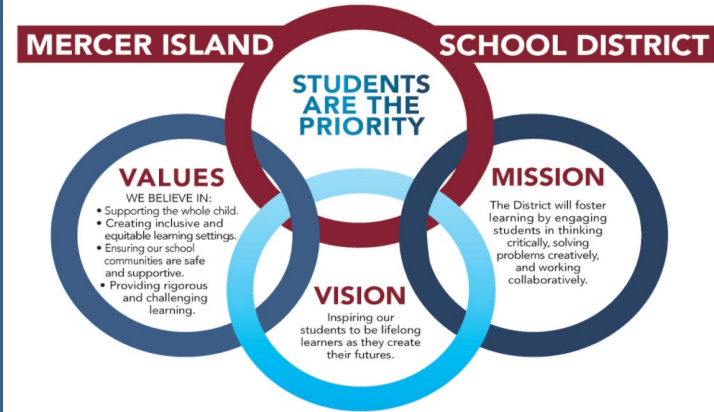 MERCER ISLAND SCHOOL DISTRICT
STUDENTS
ARE THE
PRIORITY
VALUES
WE BELIEVE IN:
• Supporting the whole child.
• Creating inclusive and
equitable learning settings.
• Ensuring our school
communities are safe
and supportive.
• Providing rigorous
and challenging
learning.
VISION
Inspiring our
students to be lifelong
learners as they create
their futures.
MISSION
The District will foster
learning by engaging
students in thinking
critically, solving
problems creatively,
and working
collaboratively.